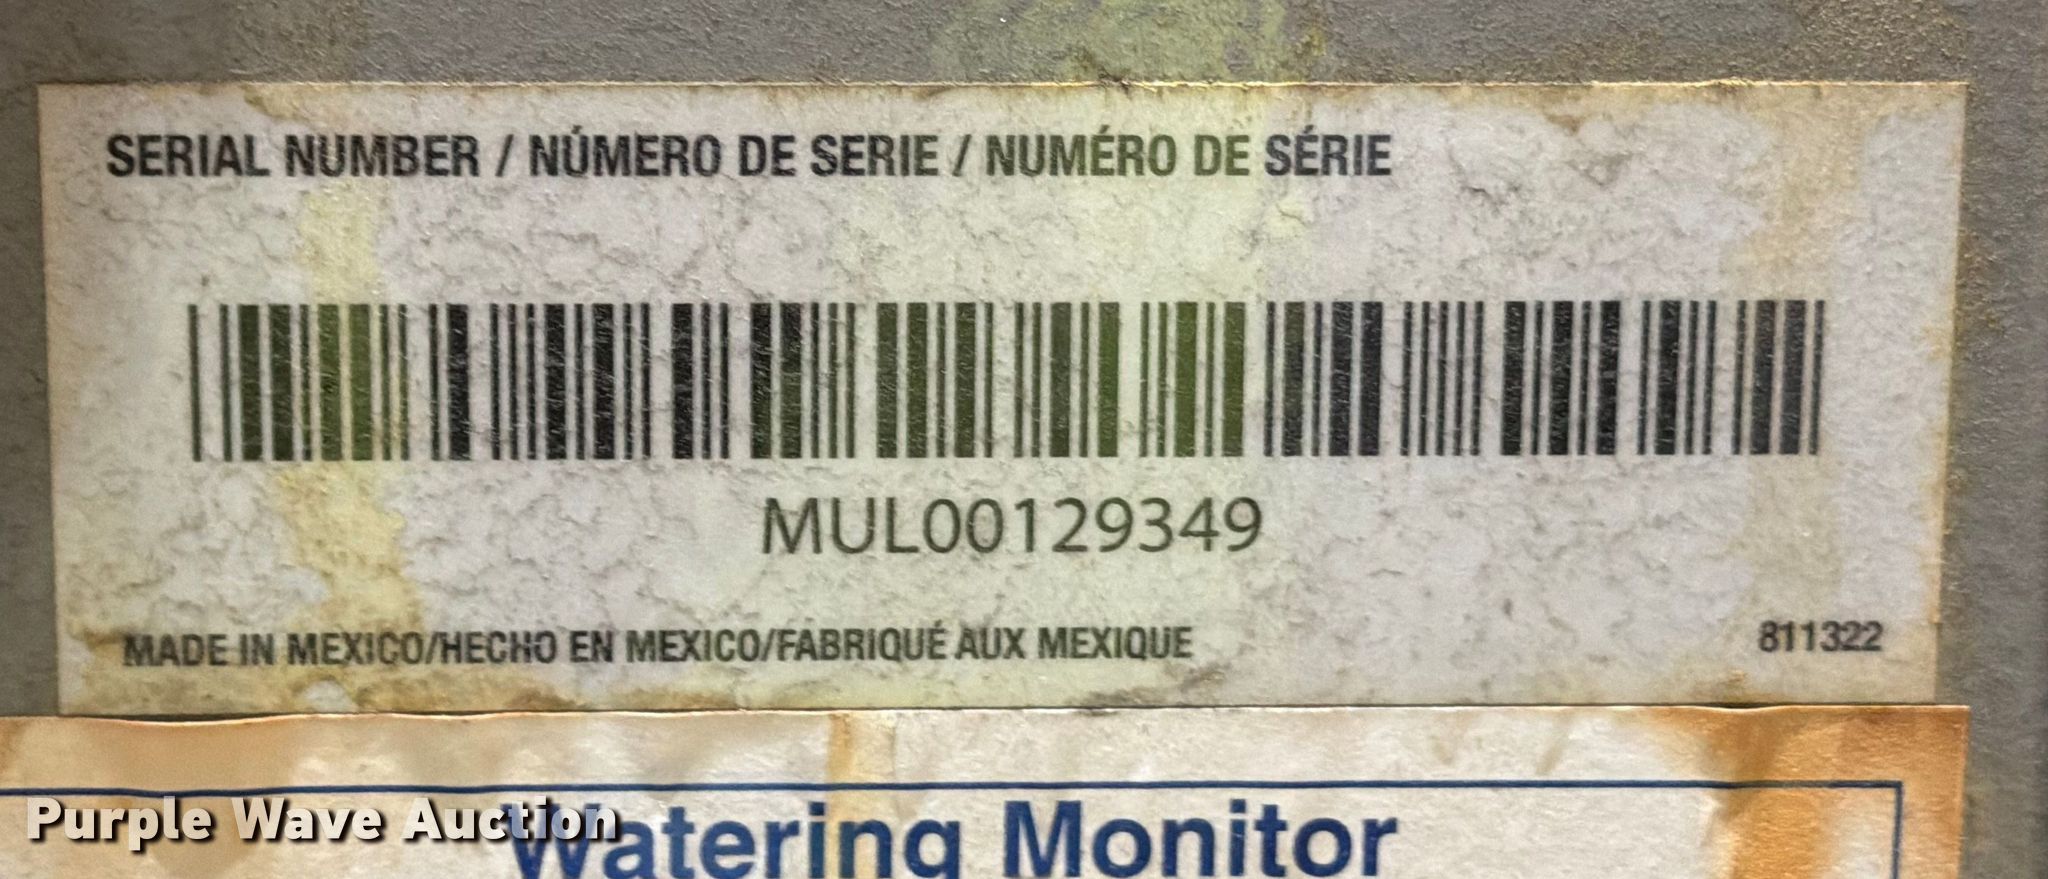 SERIAL NUMBER / NÚMERO DE SERIE / NUMÉRO DE SÉRIE
MUL00129349
MADE IN MEXICO/HECHO EN MEXICO/FABRIQUÉ AUX MEXIQUE
811322
Watering Monitor
Purple Wave Auction